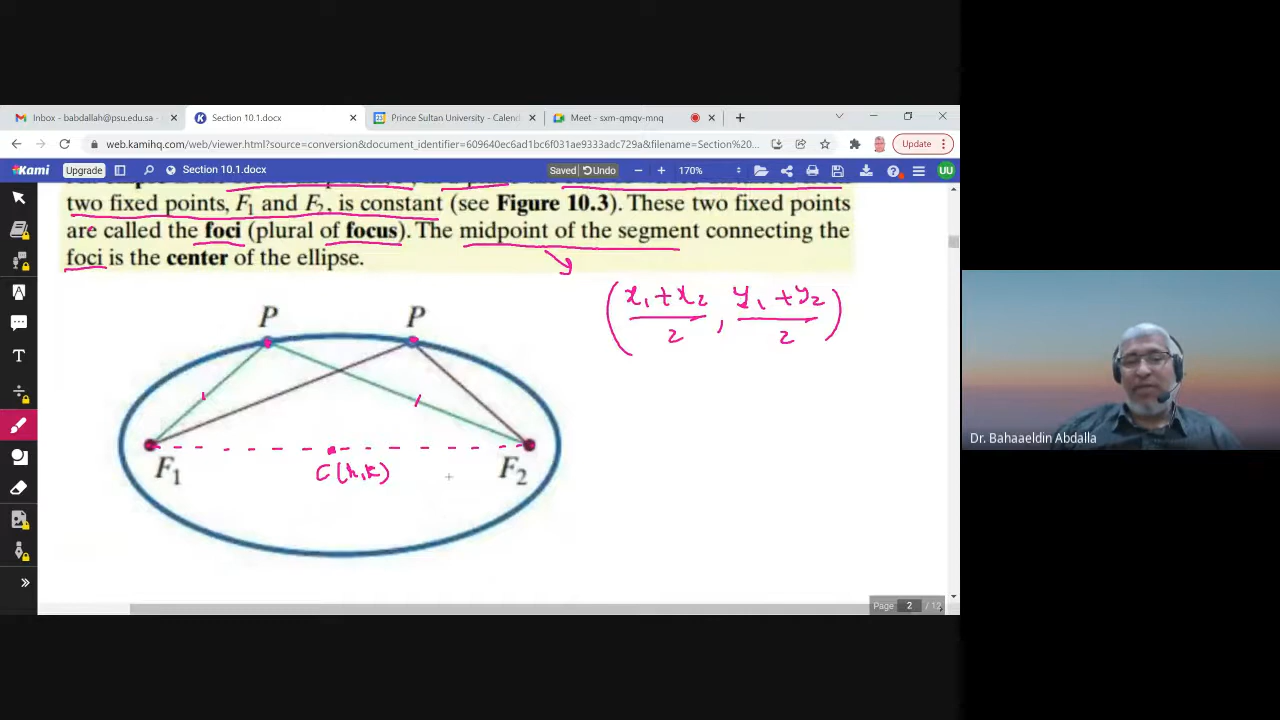 Inbox - babdallah@psu.edu.sa -
Section 10.1.docx
Prince Sultan University - Calend
Meet - sxm-qmqv-mnq
web.kamihq.com/web/viewer.html?source=conversion&document_identifier=609640ec6ad1bc6f031ae9333adc729a&filename=Section%20...
Update
Kami
Upgrade
Section 10.1.docx
Saved
Undo
170%
UU
two fixed points, F₁ and F₂, is constant (see Figure 10.3). These two fixed points
are called the foci (plural of focus). The midpoint of the segment connecting the
foci is the center of the ellipse.
(x₁+x₂/2, y₁+y₂/2)
P P
F₁ C(h,k) F₂
Dr. Bahaaeldin Abdalla
Page 2 / 12